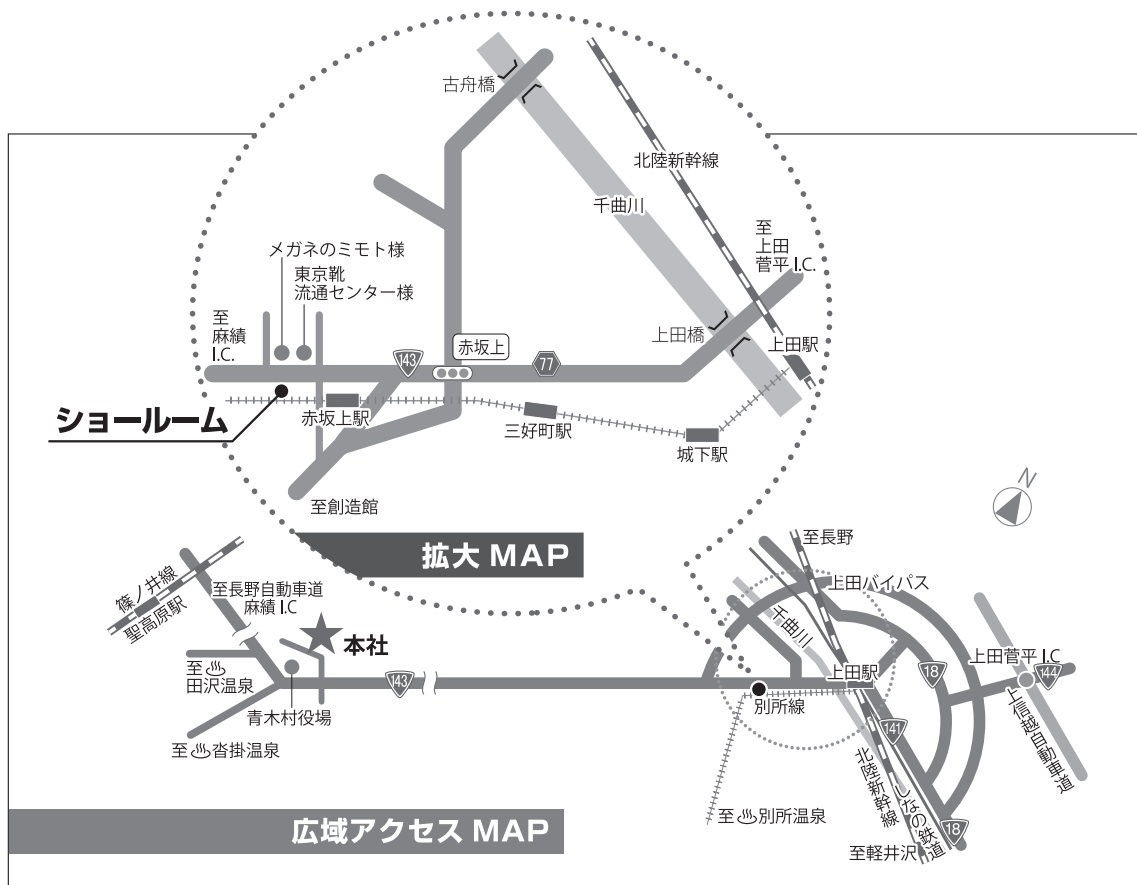 古舟橋
北陸新幹線
千曲川
至
上田
菅平 I.C.
メガネのミモト様
東京靴
流通センター様
至
麻績
I.C.
143
赤坂上
77
上田橋
上田駅
ショールーム
赤坂上駅
三好町駅
城下駅
至創造館
N
拡大 MAP
至長野
篠ノ井線
聖高原駅
至長野自動車道
麻績 I.C
上田バイパス
千曲川
本社
至♨
田沢温泉
143
上田駅
18
上田菅平 I.C
144
青木村役場
別所線
141
上信越自動車道
至♨沓掛温泉
北陸新幹線
しなの鉄道
至♨別所温泉
18
至軽井沢
広域アクセス MAP